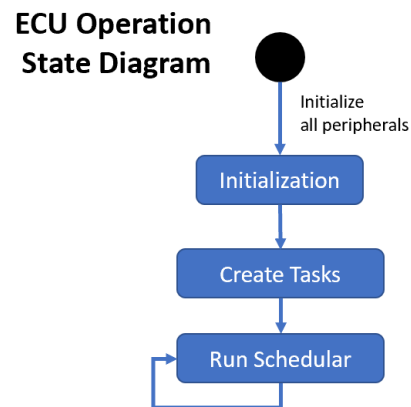 ECU Operation
State Diagram
Initialize
all peripherals
Initialization
Create Tasks
Run Schedular